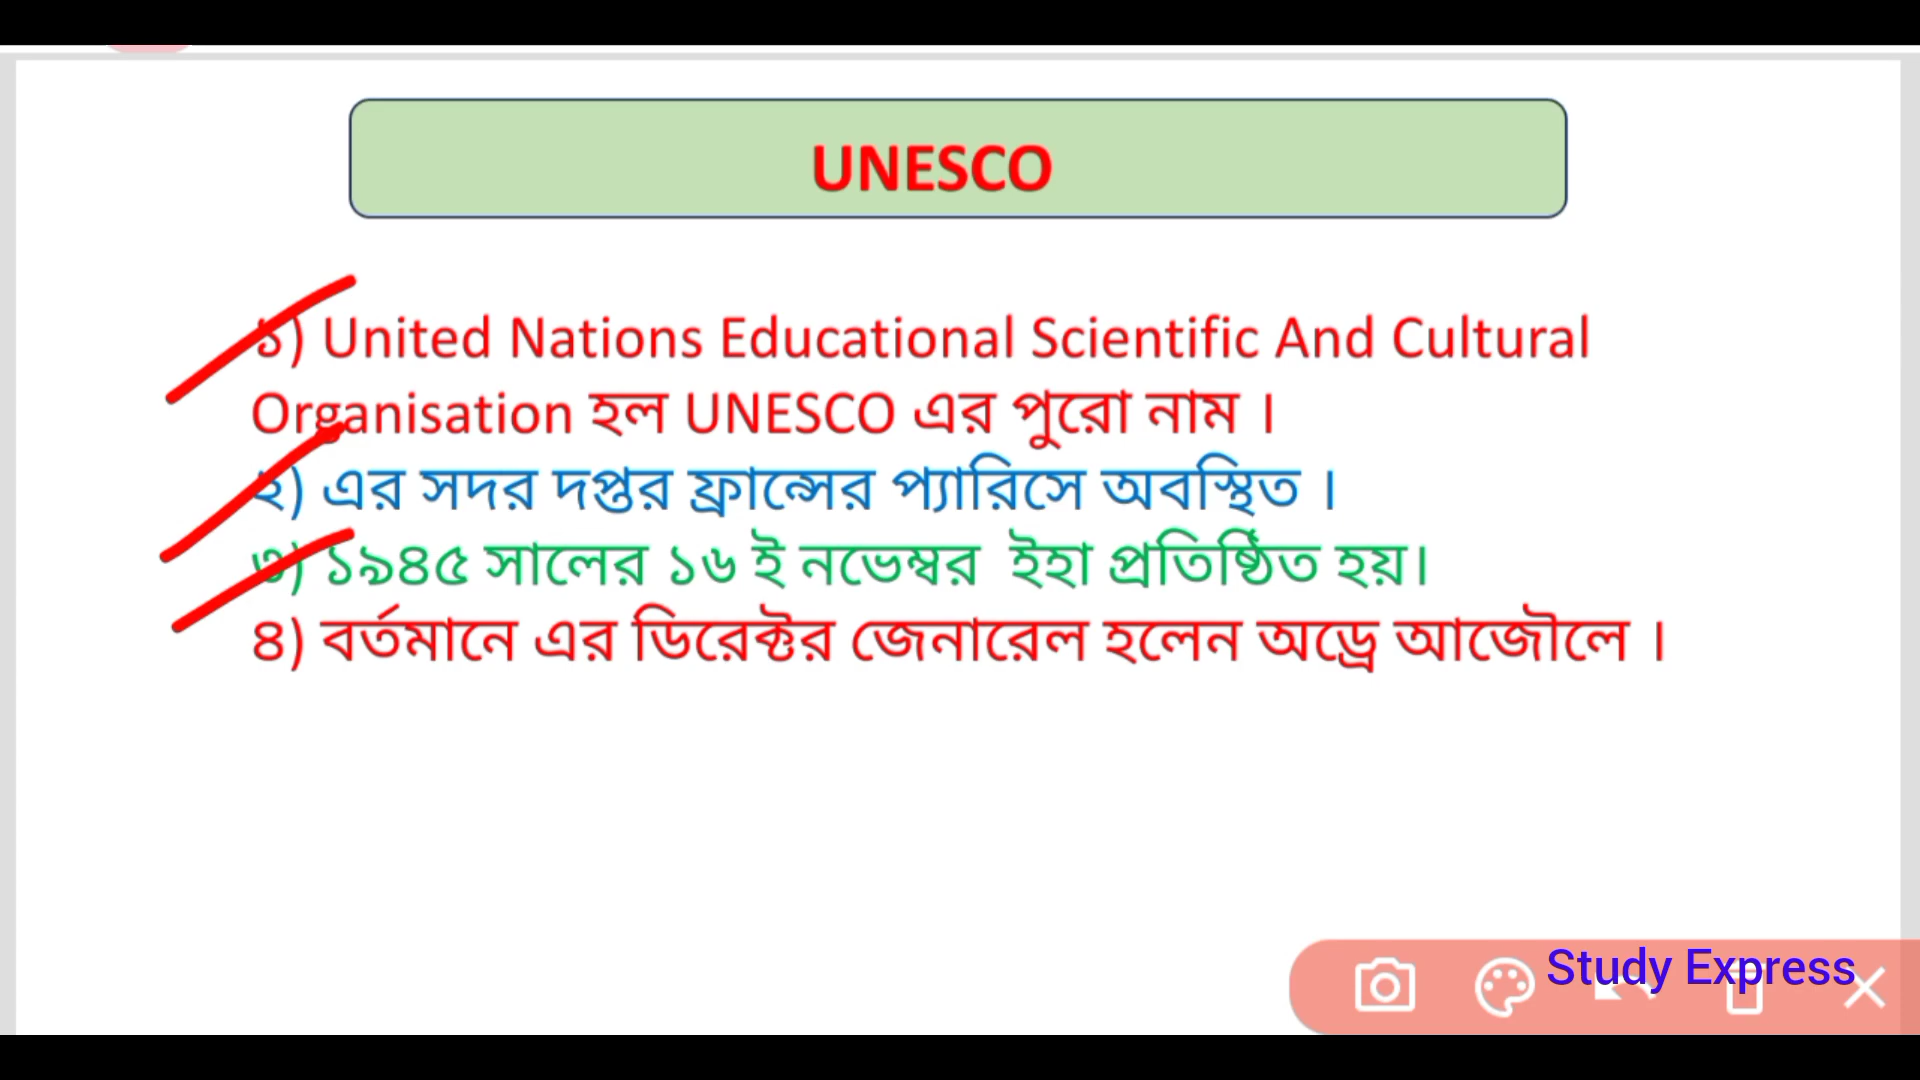 UNESCO
১) United Nations Educational Scientific And Cultural
Organisation হল UNESCO এর পুরো নাম ।
২) এর সদর দপ্তর ফ্রান্সের প্যারিসে অবস্থিত ।
৩) ১৯৪৫ সালের ১৬ ই নভেম্বর ইহা প্রতিষ্ঠিত হয়।
৪) বর্তমানে এর ডিরেক্টর জেনারেল হলেন অড্রে আজৌলে ।
Study Express